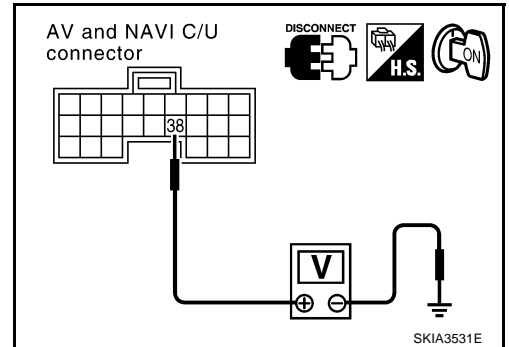 AV and NAVI C/U
connector
DISCONNECT
H.S.
ON
38
V
SKIA3531E